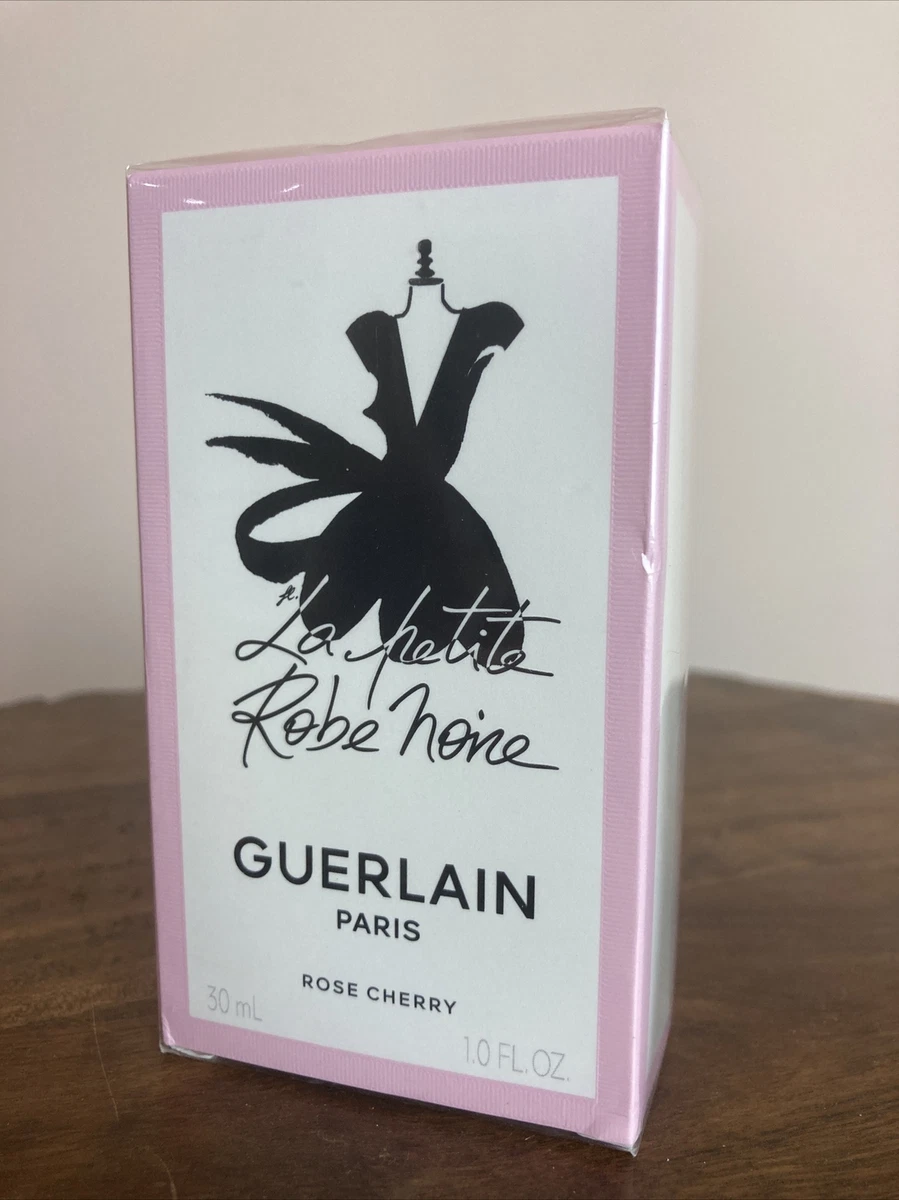 La petite
Robe Noire
GUERLAIN
PARIS
ROSE CHERRY
30 mL
1.0 FL.OZ.